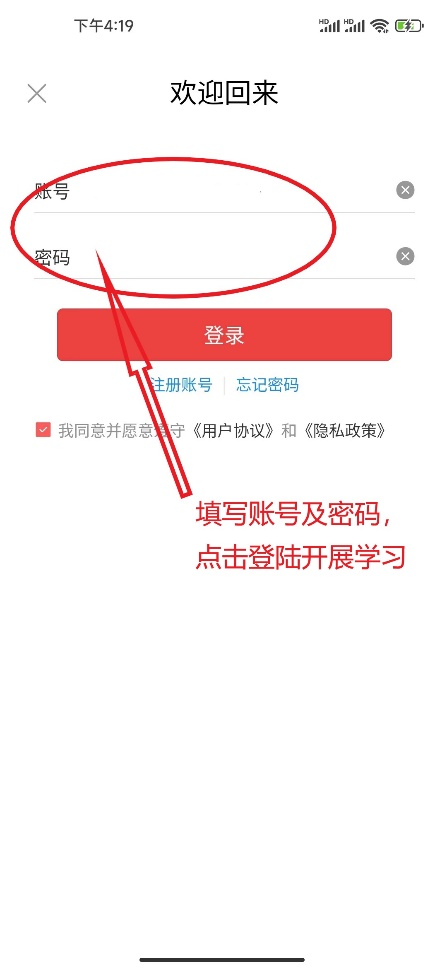 下午4:19
HD HD
欢迎回来
账号
密码
登录
注册账号 忘记密码
我同意并愿意遵守《用户协议》和《隐私政策》
填写账号及密码，
点击登陆开展学习